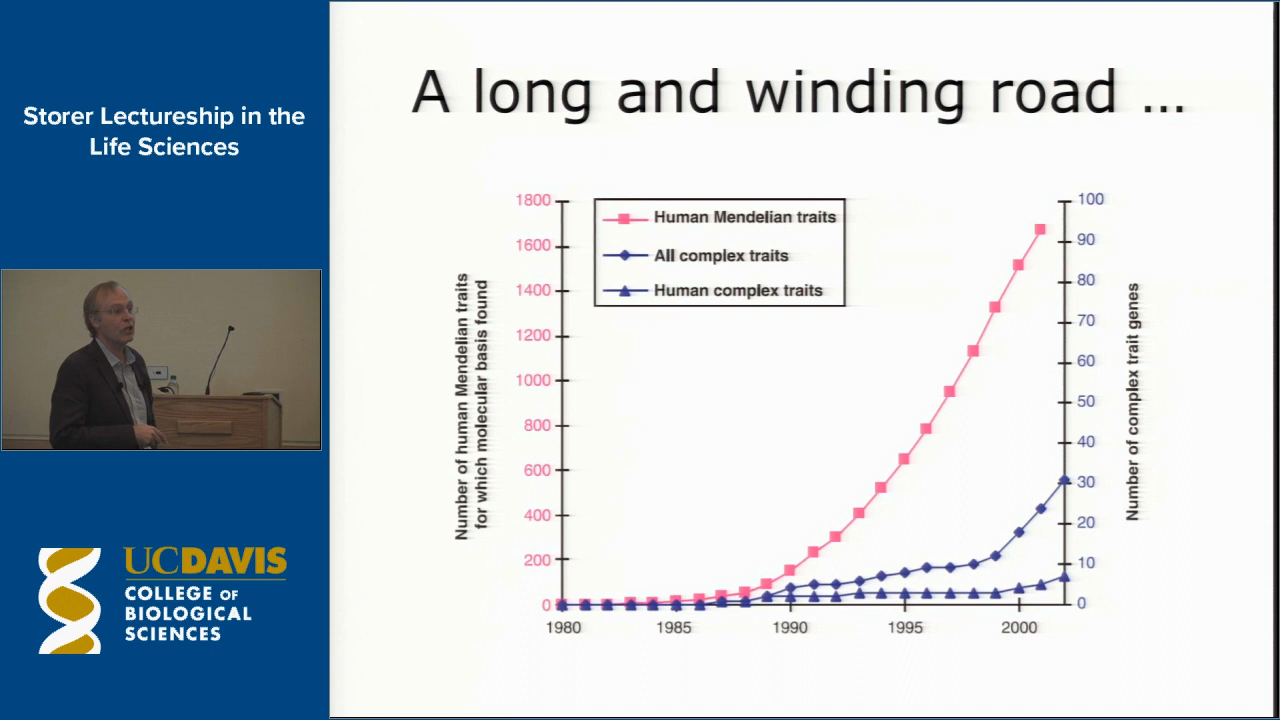 Storer Lectureship in the
Life Sciences
UCDAVIS
COLLEGE OF
BIOLOGICAL
SCIENCES
A long and winding road ...
Human Mendelian traits
All complex traits
Human complex traits
Number of human Mendelian traits
for which molecular basis found
1800
1600
1400
1200
1000
800
600
400
200
0
100
90
80
70
60
50
40
30
20
10
0
Number of complex trait genes
1980
1985
1990
1995
2000